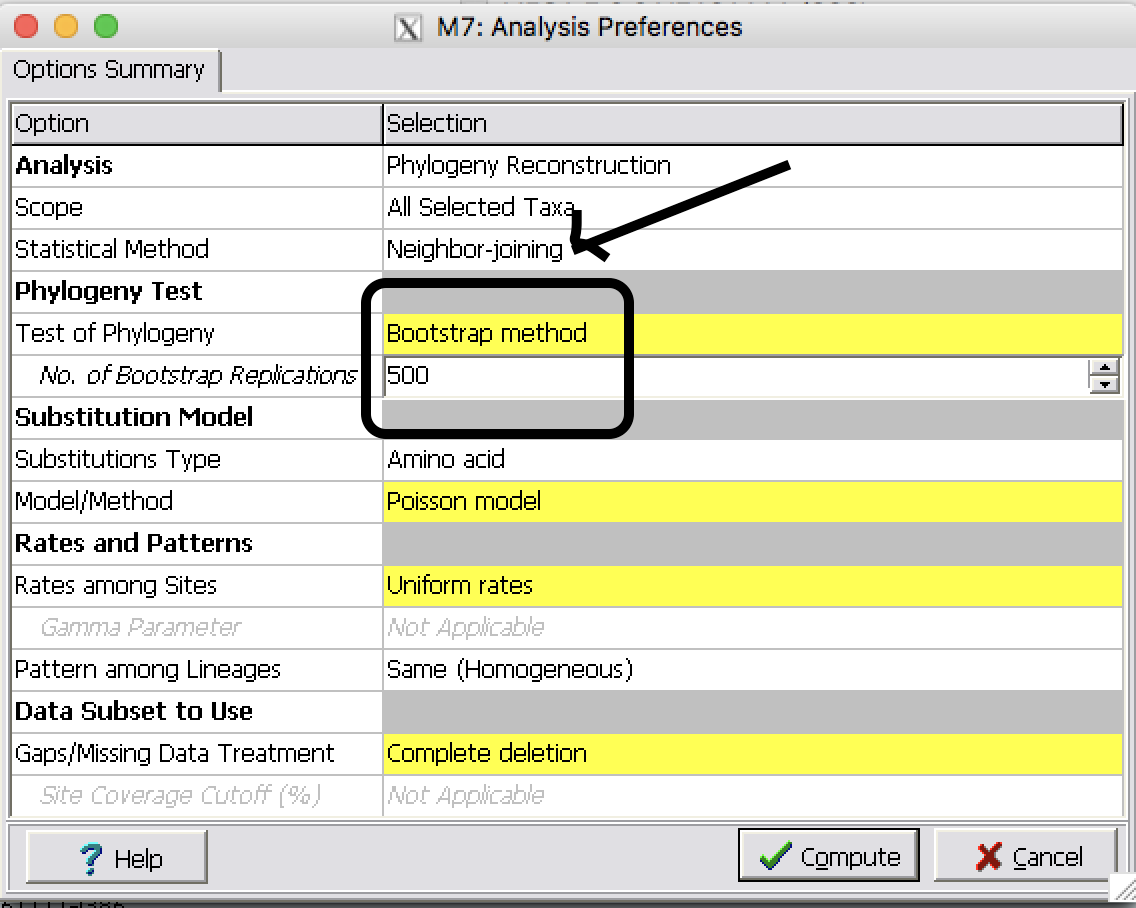 M7: Analysis Preferences
Options Summary
Option Selection
Analysis Phylogeny Reconstruction
Scope All Selected Taxa
Statistical Method Neighbor-joining
Phylogeny Test
Test of Phylogeny Bootstrap method
No. of Bootstrap Replications 500
Substitution Model
Substitutions Type Amino acid
Model/Method Poisson model
Rates and Patterns
Rates among Sites Uniform rates
Gamma Parameter Not Applicable
Pattern among Lineages Same (Homogeneous)
Data Subset to Use
Gaps/Missing Data Treatment Complete deletion
Site Coverage Cutoff (%) Not Applicable
? Help Compute Cancel